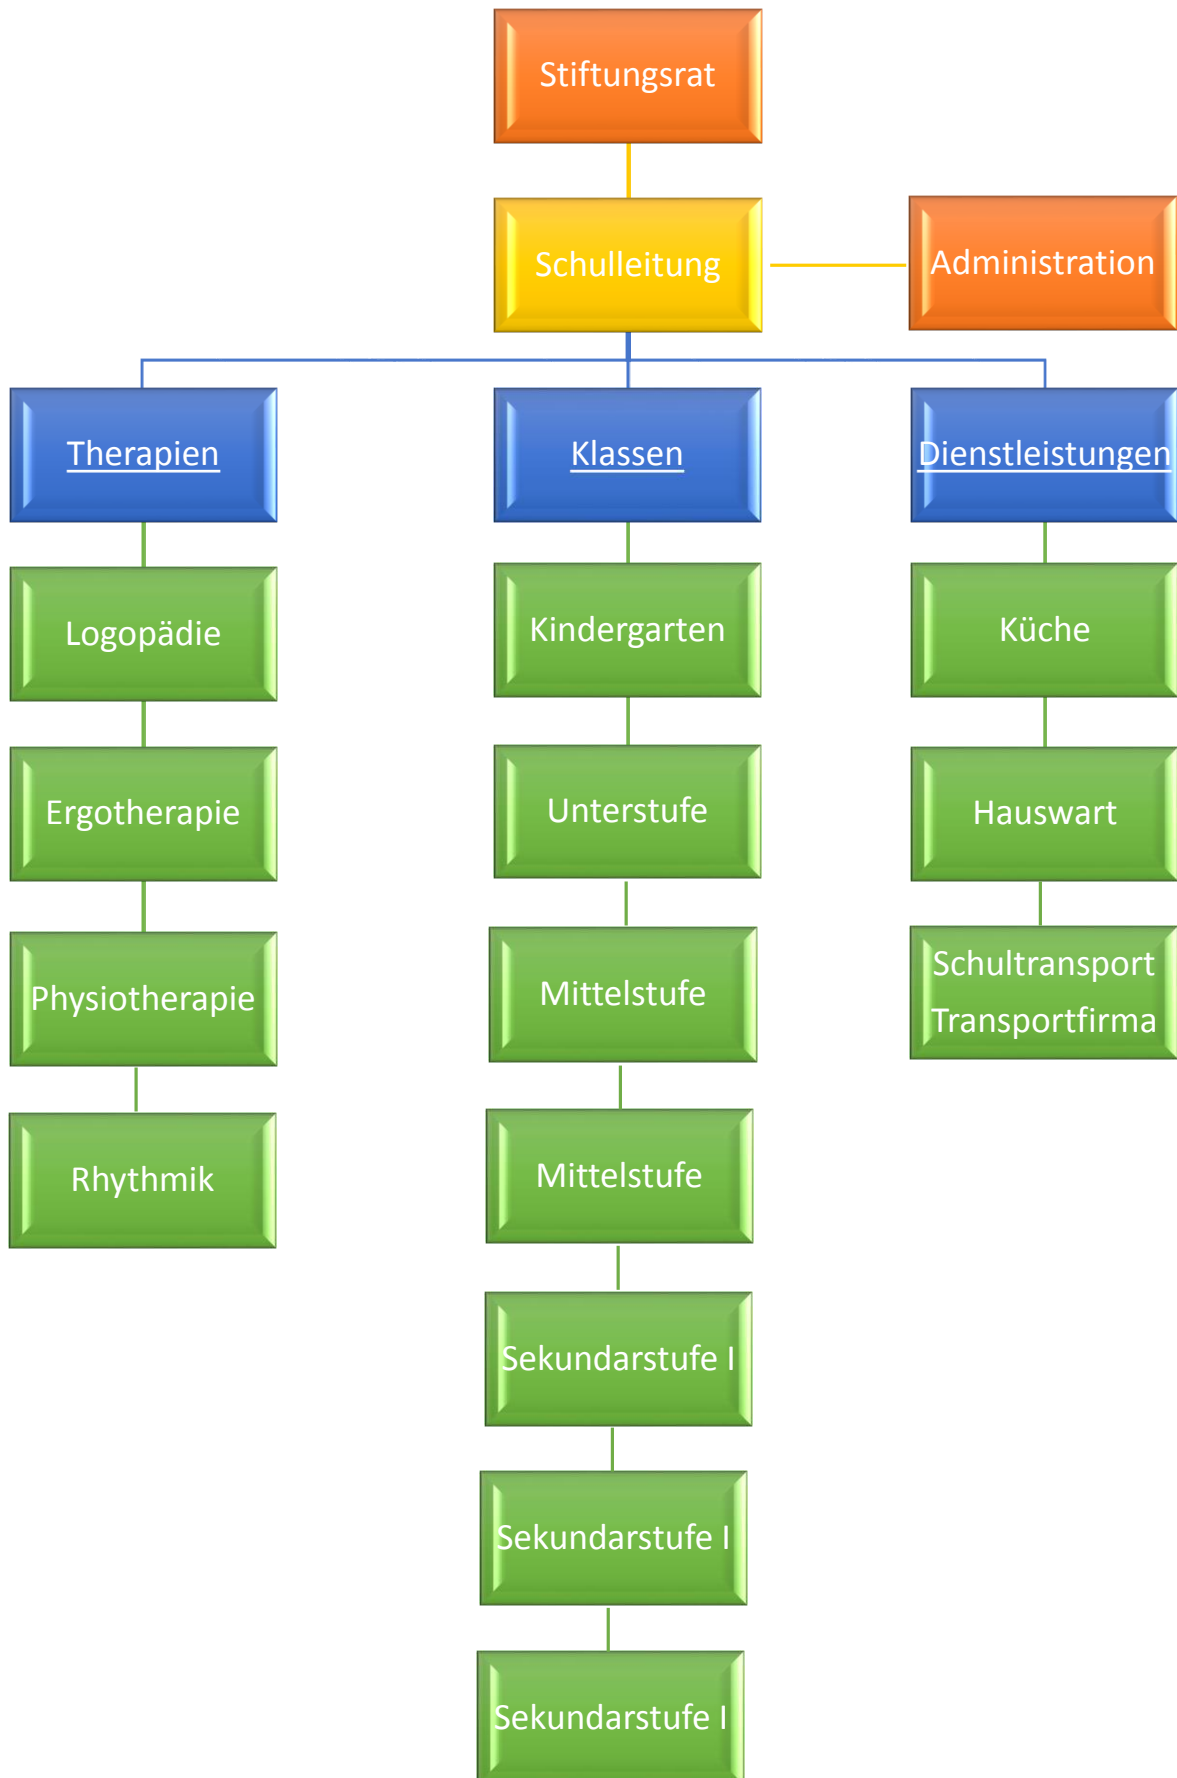 Stiftungsrat
Schulleitung
Administration
Therapien
Klassen
Dienstleistungen
Logopädie
Kindergarten
Küche
Ergotherapie
Unterstufe
Hauswart
Physiotherapie
Mittelstufe
Schultransport
Transportfirma
Rhythmik
Mittelstufe
Sekundarstufe I
Sekundarstufe I
Sekundarstufe I